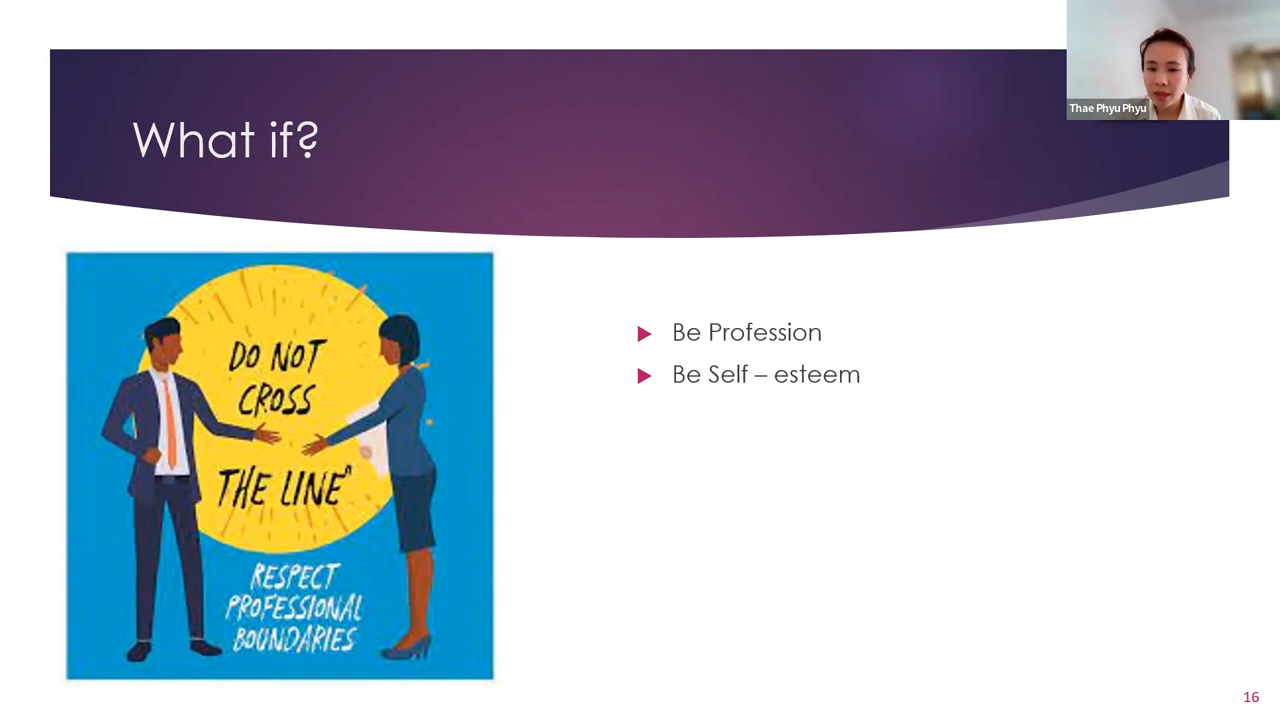 Thae Phyu Phyu
What if?
DO NOT
CROSS
THE LINE"
RESPECT
PROFESSIONAL
BOUNDARIES
Be Profession
Be Self – esteem
16